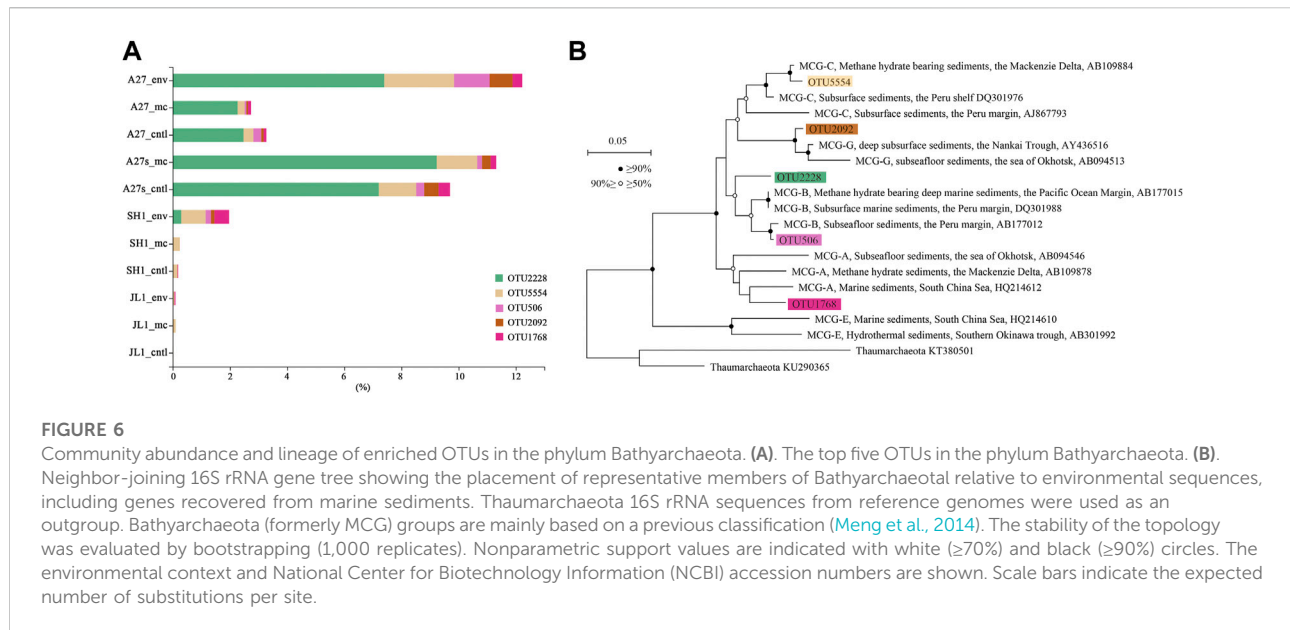 A
A27_env
A27_mc
A27_cntl
A27s_mc
A27s_cntl
SH1_env
SH1_mc
SH1_cntl
JL1_env
JL1_mc
JL1_cntl
0 2 4 6 8 10 12
(%)
OTU2228
OTU5554
OTU506
OTU2092
OTU1768
B
0.05
≥90%
90%≥ ≥50%
MCG-C, Methane hydrate bearing sediments, the Mackenzie Delta, AB109884
OTU5554
MCG-C, Subsurface sediments, the Peru shelf DQ301976
MCG-C, Subsurface sediments, the Peru margin, AJ867793
OTU2092
MCG-G, deep subsurface sediments, the Nankai Trough, AY436516
MCG-G, subseafloor sediments, the sea of Okhotsk, AB094513
OTU2228
MCG-B, Methane hydrate bearing deep marine sediments, the Pacific Ocean Margin, AB177015
MCG-B, Subsurface marine sediments, the Peru margin, DQ301988
MCG-B, Subseafloor sediments, the Peru margin, AB177012
OTU506
MCG-A, Subseafloor sediments, the sea of Okhotsk, AB094546
MCG-A, Methane hydrate sediments, the Mackenzie Delta, AB109878
MCG-A, Marine sediments, South China Sea, HQ214612
OTU1768
MCG-E, Marine sediments, South China Sea, HQ214610
MCG-E, Hydrothermal sediments, Southern Okinawa trough, AB301992
Thaumarchaeota KT380501
Thaumarchaeota KU290365
FIGURE 6
Community abundance and lineage of enriched OTUs in the phylum Bathyarchaeota. (A). The top five OTUs in the phylum Bathyarchaeota. (B).
Neighbor-joining 16S rRNA gene tree showing the placement of representative members of Bathyarchaeotal relative to environmental sequences,
including genes recovered from marine sediments. Thaumarchaeota 16S rRNA sequences from reference genomes were used as an
outgroup. Bathyarchaeota (formerly MCG) groups are mainly based on a previous classification (Meng et al., 2014). The stability of the topology
was evaluated by bootstrapping (1,000 replicates). Nonparametric support values are indicated with white (≥70%) and black (≥90%) circles. The
environmental context and National Center for Biotechnology Information (NCBI) accession numbers are shown. Scale bars indicate the expected
number of substitutions per site.